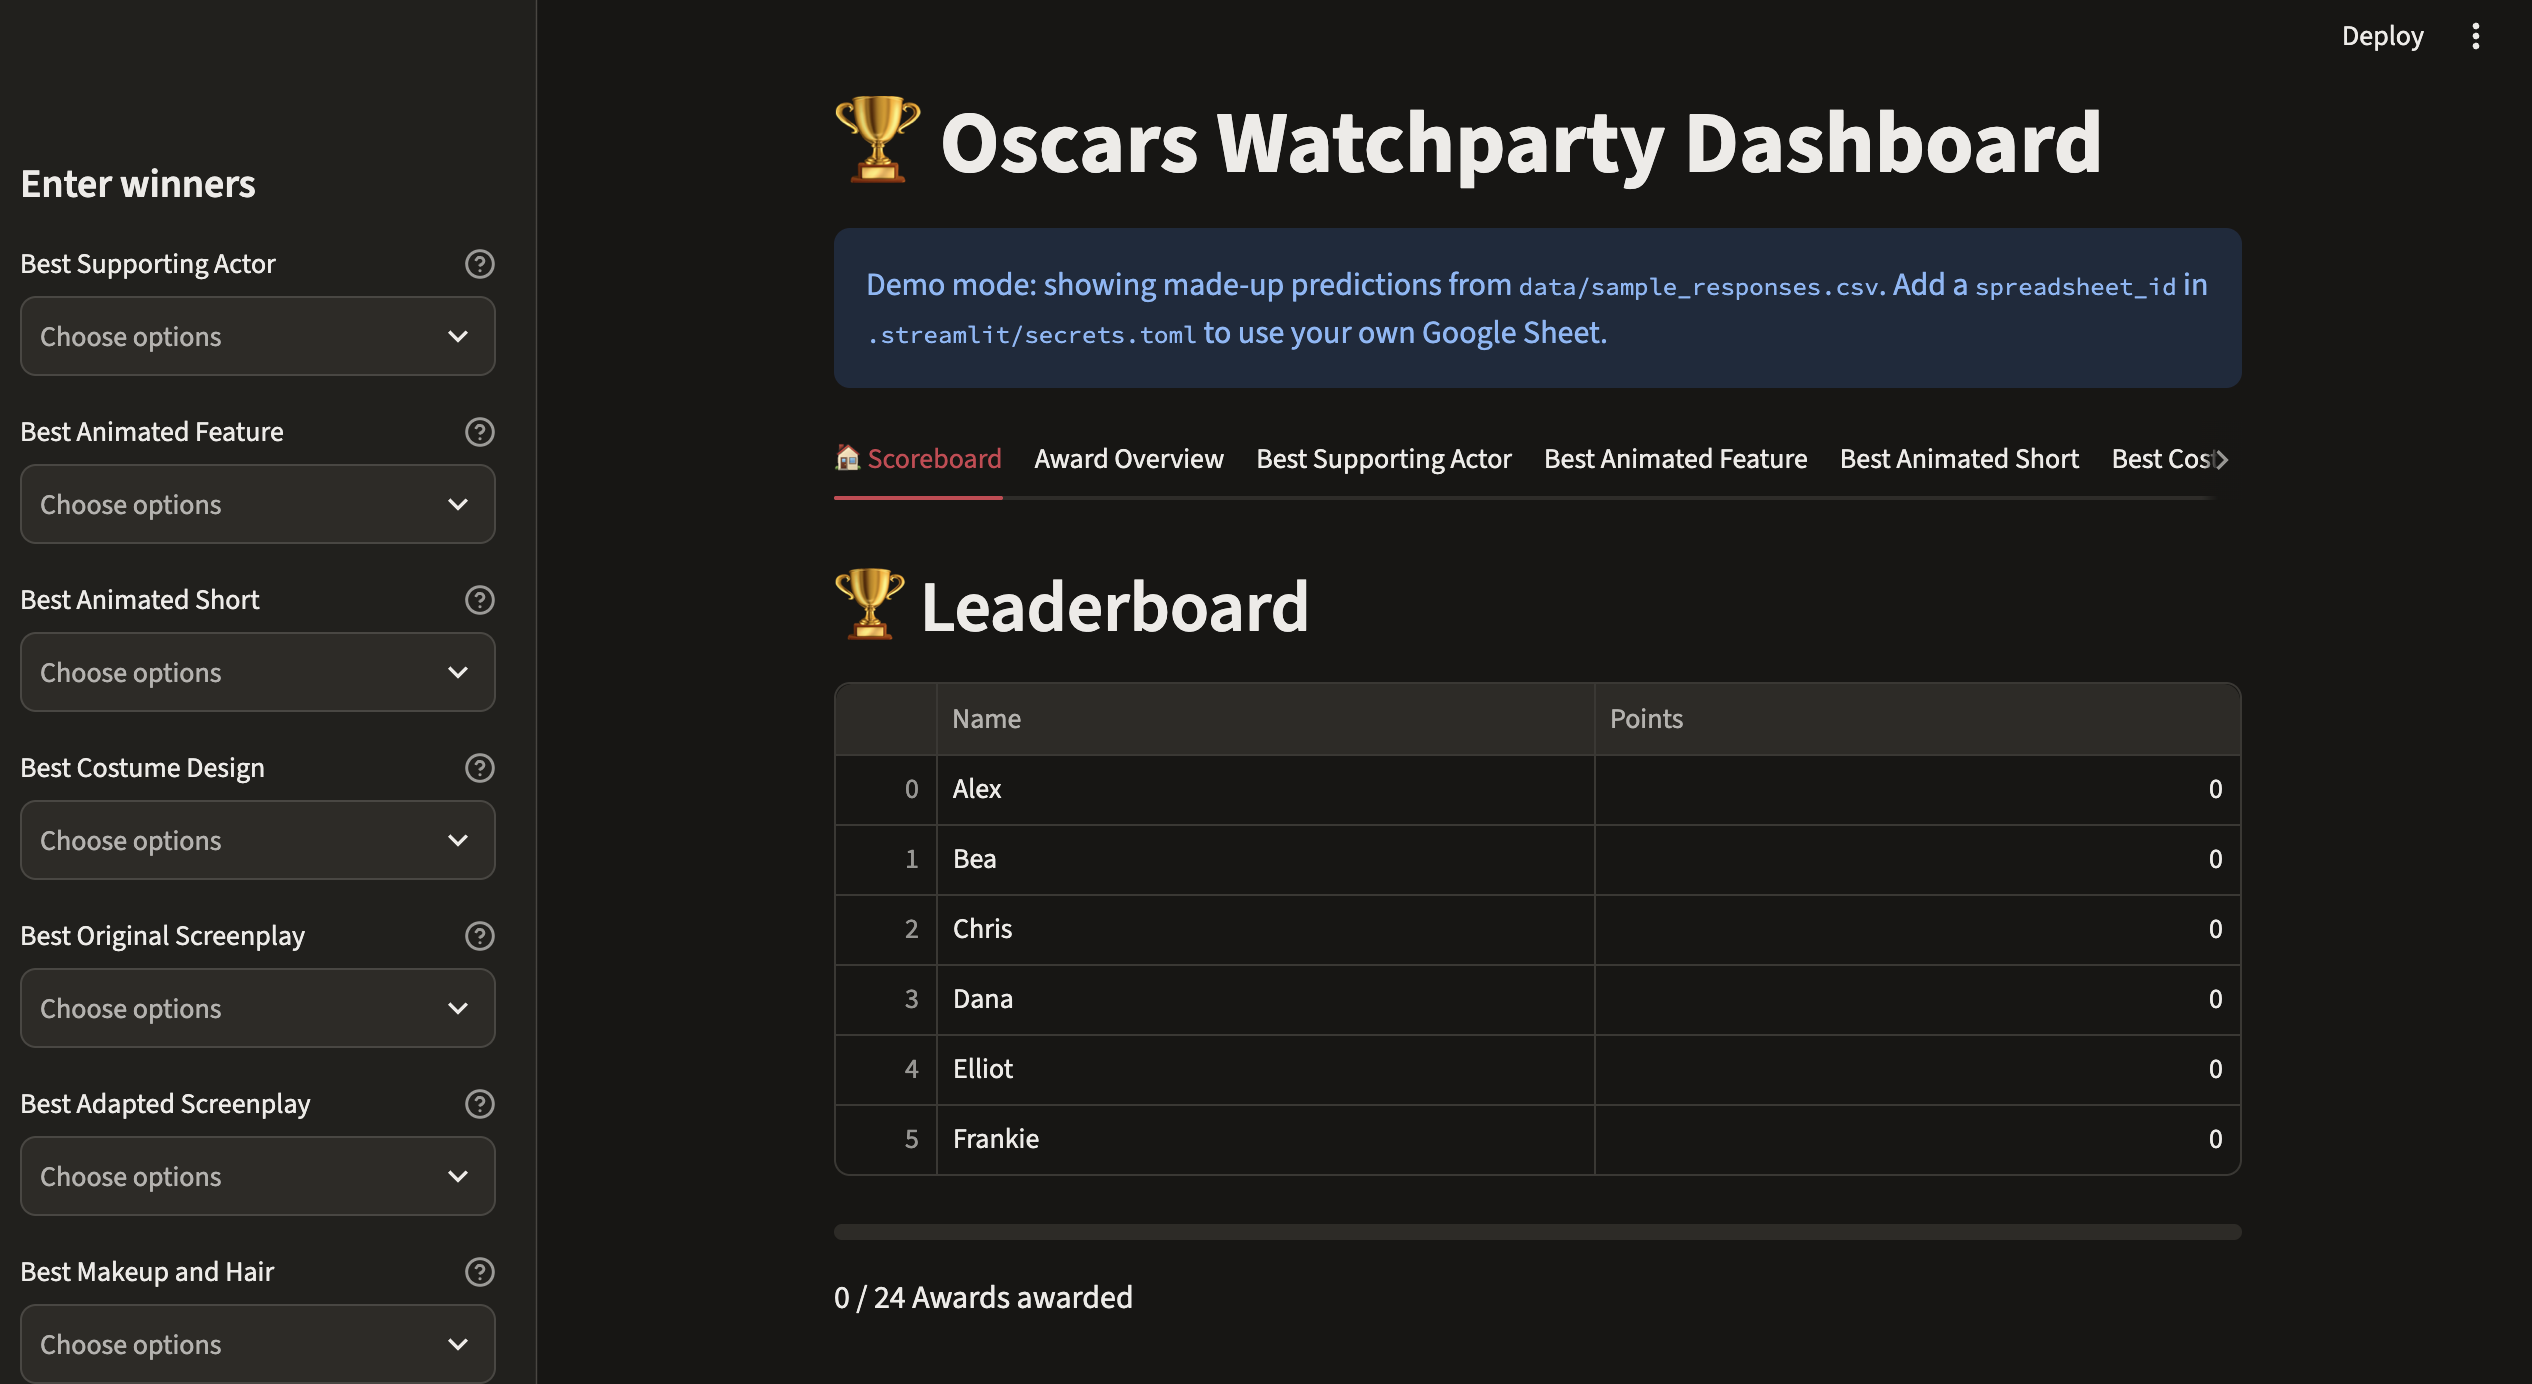 Deploy
Enter winners
Best Supporting Actor
Choose options
Best Animated Feature
Choose options
Best Animated Short
Choose options
Best Costume Design
Choose options
Best Original Screenplay
Choose options
Best Adapted Screenplay
Choose options
Best Makeup and Hair
Choose options
🏆 Oscars Watchparty Dashboard
Demo mode: showing made-up predictions from data/sample_responses.csv. Add a spreadsheet_id in
.streamlit/secrets.toml to use your own Google Sheet.
🏠 Scoreboard Award Overview Best Supporting Actor Best Animated Feature Best Animated Short Best Cost
🏆 Leaderboard
Name Points
0 Alex 0
1 Bea 0
2 Chris 0
3 Dana 0
4 Elliot 0
5 Frankie 0
0 / 24 Awards awarded